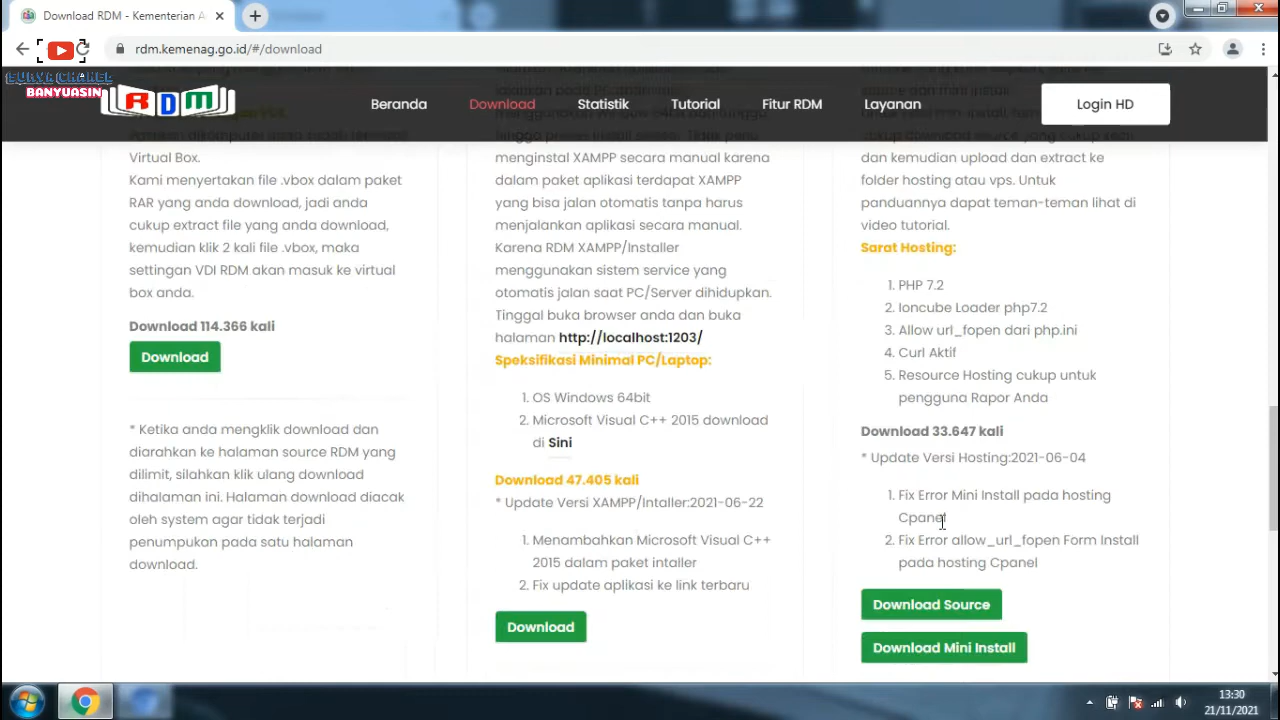 Download RDM - Kementerian A
rdm.kemenag.go.id/#/download
SURYA CHANEL
BANYUASIN
RDM
Beranda
Download
Statistik
Tutorial
Fitur RDM
Layanan
Login HD
Virtual Box.
Kami menyertakan file .vbox dalam paket
RAR yang anda download, jadi anda
cukup extract file yang anda download,
kemudian klik 2 kali file .vbox, maka
settingan VDI RDM akan masuk ke virtual
box anda.
Download 114.366 kali
Download
* Ketika anda mengklik download dan
diarahkan ke halaman source RDM yang
dilimit, silahkan klik ulang download
dihalaman ini. Halaman download diacak
oleh system agar tidak terjadi
penumpukan pada satu halaman
download.
menginstal XAMPP secara manual karena
dalam paket aplikasi terdapat XAMPP
yang bisa jalan otomatis tanpa harus
menjalankan aplikasi secara manual.
Karena RDM XAMPP/Installer
menggunakan sistem service yang
otomatis jalan saat PC/Server dihidupkan.
Tinggal buka browser anda dan buka
halaman http://localhost:1203/
Speksifikasi Minimal PC/Laptop:
1. OS Windows 64bit
2. Microsoft Visual C++ 2015 download
di Sini
Download 47.405 kali
* Update Versi XAMPP/Intaller:2021-06-22
1. Menambahkan Microsoft Visual C++
2015 dalam paket intaller
2. Fix update aplikasi ke link terbaru
Download
dan kemudian upload dan extract ke
folder hosting atau vps. Untuk
panduannya dapat teman-teman lihat di
video tutorial.
Sarat Hosting:
1. PHP 7.2
2. Ioncube Loader php7.2
3. Allow url_fopen dari php.ini
4. Curl Aktif
5. Resource Hosting cukup untuk
pengguna Rapor Anda
Download 33.647 kali
* Update Versi Hosting:2021-06-04
1. Fix Error Mini Install pada hosting
Cpanel
2. Fix Error allow_url_fopen Form Install
pada hosting Cpanel
Download Source
Download Mini Install
13:30
21/11/2021